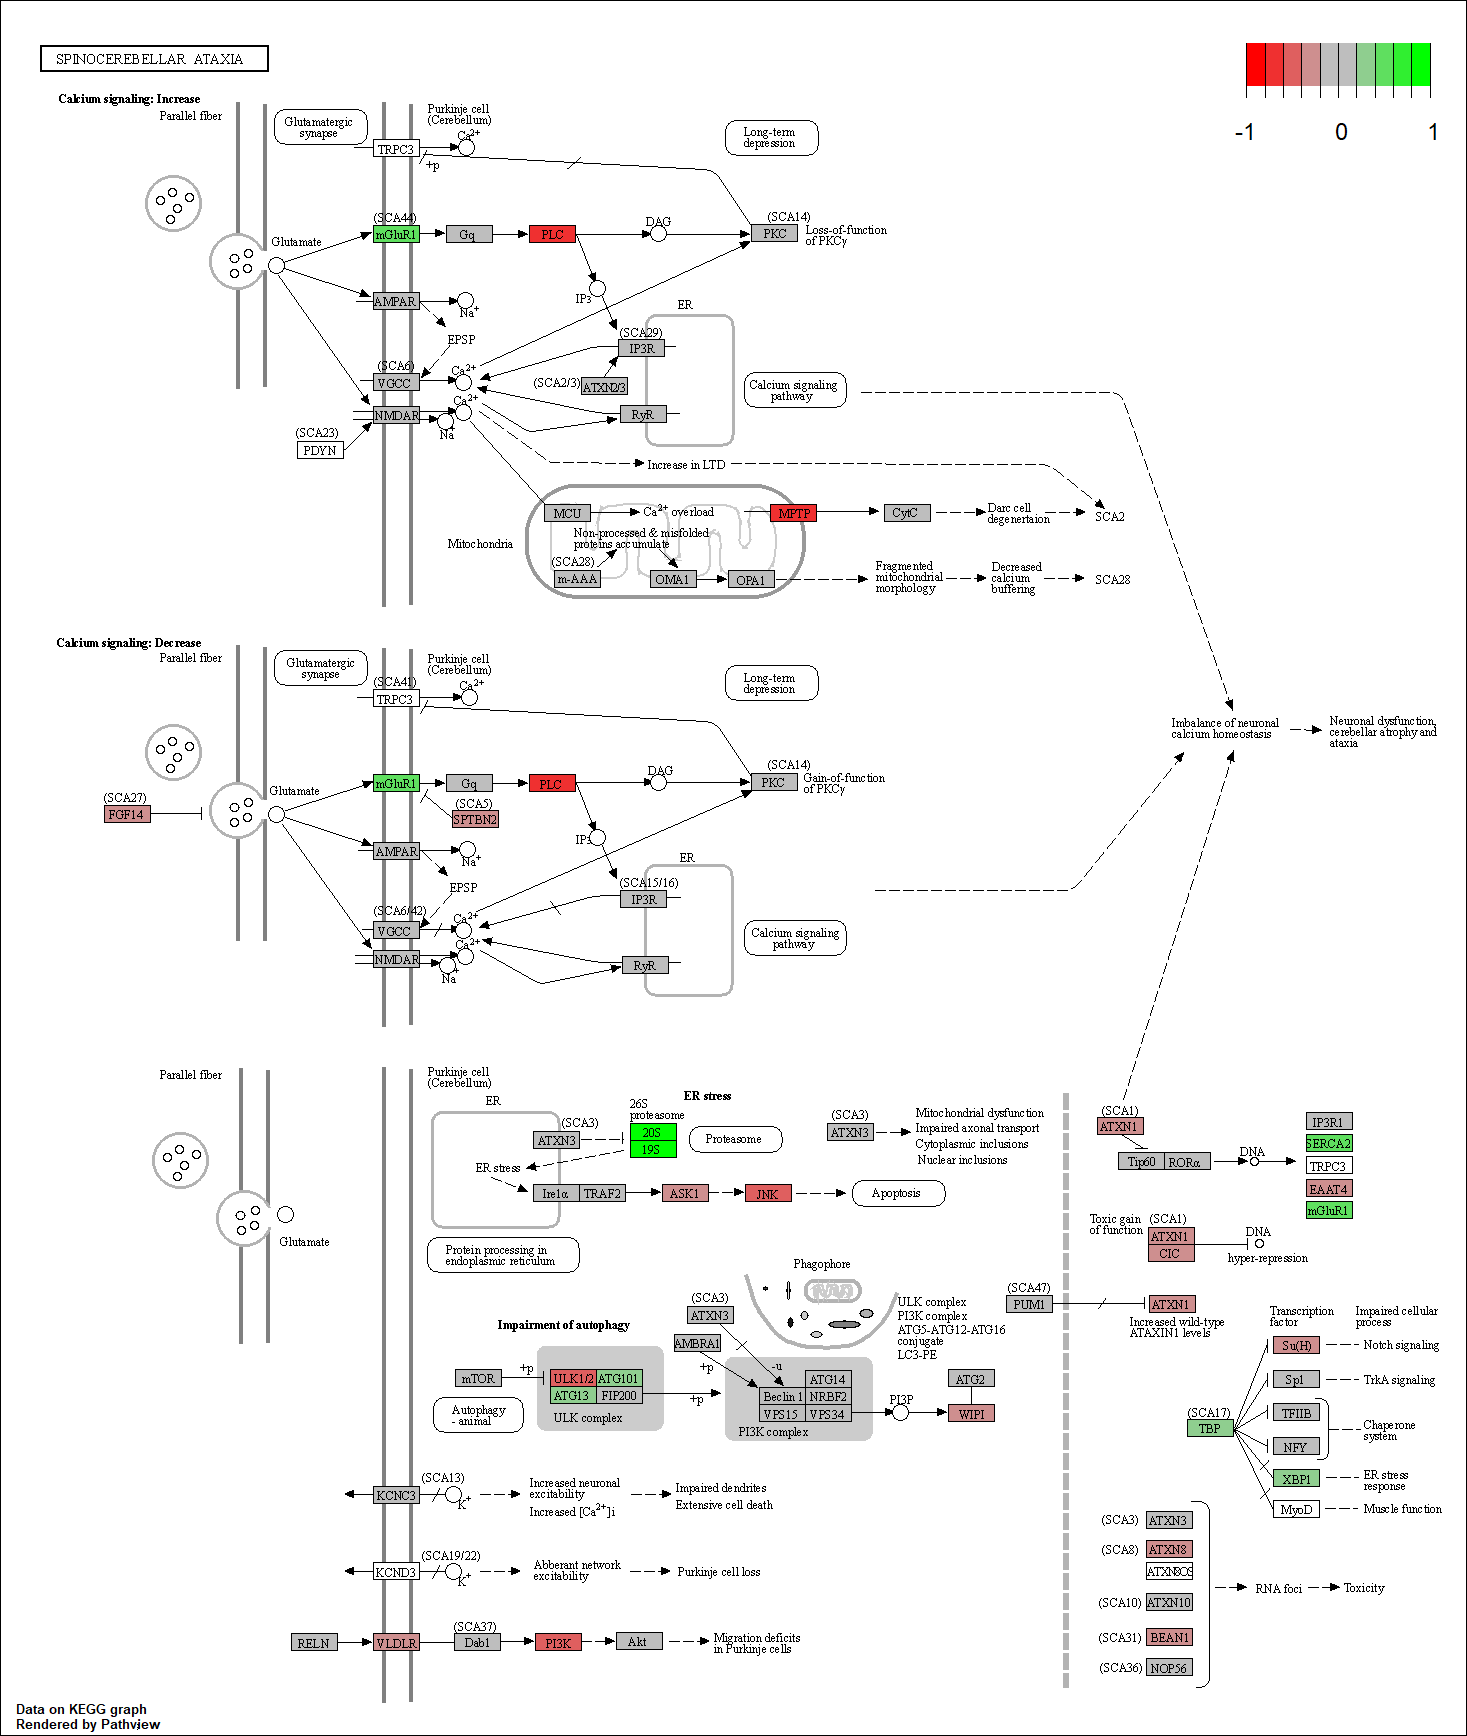 SPINOCEREBELLAR ATAXIA
-1
0
1
Calcium signaling: Increase
Parallel fiber
Glutamatergic
synapse
Purkinje cell
(Cerebellum)
Ca2+
TRPC3
+p
Long-term
depression
(SCA44)
mGluR1
Gq
PLC
DAG
(SCA14)
PKC
Loss-of-function
of PKCγ
Glutamate
AMPAR
Na+
IP3
ER
EPSP
(SCA29)
IP3R
(SCA6)
VGCC
Ca2+
(SCA2/3)
ATXN2/3
Calcium signaling
pathway
NMDAR
Ca2+
Na+
RyR
(SCA23)
PDYN
Increase in LTD
MCU
Ca2+ overload
MPTP
CytC
Darc cell
degenertaion
SCA2
Mitochondria
Non-processed & misfolded
proteins accumulate
(SCA28)
m-AAA
OMA1
OPA1
Fragmented
mitochondrial
morphology
Decreased
calcium
buffering
SCA28
Calcium signaling: Decrease
Parallel fiber
Glutamatergic
synapse
Purkinje cell
(Cerebellum)
(SCA41)
TRPC3
Ca2+
Long-term
depression
Imbalance of neuronal
calcium homeostasis
Neuronal dysfunction,
cerebellar atrophy and
ataxia
(SCA27)
FGF14
Glutamate
mGluR1
Gq
PLC
DAG
(SCA14)
PKC
Gain-of-function
of PKCγ
(SCA5)
SPTBN2
AMPAR
Na+
IP3
ER
EPSP
(SCA15/16)
IP3R
(SCA6/42)
VGCC
Ca2+
Calcium signaling
pathway
NMDAR
Ca2+
Na+
RyR
Parallel fiber
Purkinje cell
(Cerebellum)
ER
ER stress
26S
proteasome
(SCA3)
ATXN3
20S
19S
Proteasome
(SCA3)
ATXN3
Mitochondrial dysfunction
Impaired axonal transport
Cytoplasmic inclusions
Nuclear inclusions
ER stress
Ire1α
TRAF2
ASK1
JNK
Apoptosis
Glutamate
Protein processing in
endoplasmic reticulum
(SCA1)
ATXN1
Tip60
RORα
DNA
IP3R1
SERCA2
TRPC3
EAAT4
mGluR1
Toxic gain
of function
(SCA1)
ATXN1
CIC
DNA
hyper-repression
(SCA47)
PUM1
ATXN1
Increased wild-type
ATAXIN1 levels
Phagophore
ULK complex
PI3K complex
ATG5-ATG12-ATG16
conjugate
LC3-PE
(SCA3)
ATXN3
Impairment of autophagy
AMBRA1
+p
-u
mTOR
+p
ULK1/2
ATG101
ATG13
FIP200
ULK complex
+p
ATG14
Beclin 1
NRBF2
VPS15
VPS34
PI3K complex
PI3P
ATG2
WIPI
Autophagy
- animal
Transcription
factor
Impaired cellular
process
Su(H)
Notch signaling
Sp1
TrkA signaling
(SCA17)
TBP
TFIIB
NFY
Chaperone
system
XBP1
ER stress
response
MyoD
Muscle function
(SCA13)
KCNC3
K+
Increased neuronal
excitability
Increased [Ca2+]i
Impaired dendrites
Extensive cell death
(SCA19/22)
KCND3
K+
Abberant network
excitability
Purkinje cell loss
(SCA3)
ATXN3
(SCA8)
ATXN8
ATXN8OS
(SCA10)
ATXN10
(SCA31)
BEAN1
(SCA36)
NOP56
RNA foci
Toxicity
RELN
VLDLR
(SCA37)
Dab1
PI3K
Akt
Migration deficits
in Purkinje cells
Data on KEGG graph
Rendered by Pathview